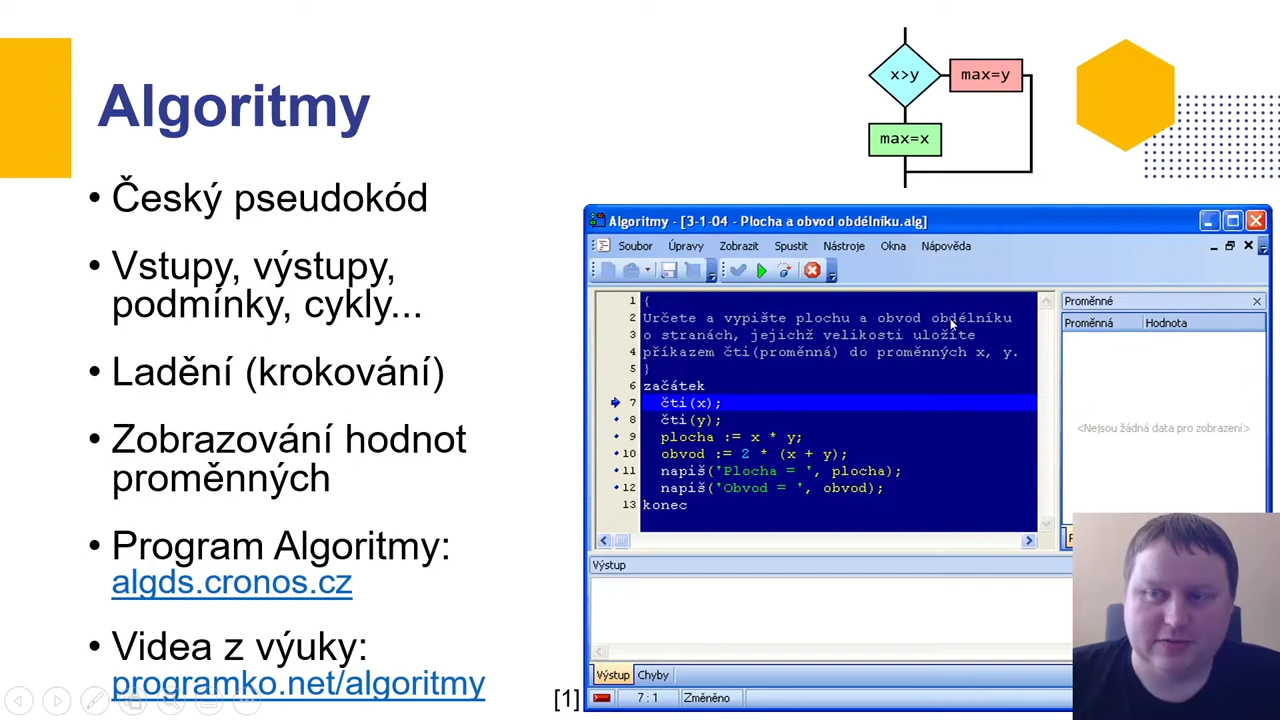 Algoritmy
• Český pseudokód
• Vstupy, výstupy,
podmínky, cykly...
• Ladění (krokování)
• Zobrazování hodnot
proměnných
• Program Algoritmy:
algds.cronos.cz
• Videa z výuky:
programko.net/algoritmy
[1]
x>y
max=y
max=x
Algoritmy - [3-1-04 - Plocha a obvod obdélníku.alg]
Soubor Úpravy Zobrazit Spustit Nástroje Okna Nápověda
1 {
2 Určete a vypište plochu a obvod obdélníku
3 o stranách, jejichž velikosti uložíte
4 příkazem čti(proměnná) do proměnných x, y.
5 }
6 začátek
7 čti(x);
8 čti(y);
9 plocha := x * y;
10 obvod := 2 * (x + y);
11 napiš('Plocha = ', plocha);
12 napiš('Obvod = ', obvod);
13 konec
Proměnné
Proměnná Hodnota
<Nejsou žádná data pro zobrazení>
Výstup
Výstup Chyby
7 : 1 Změněno